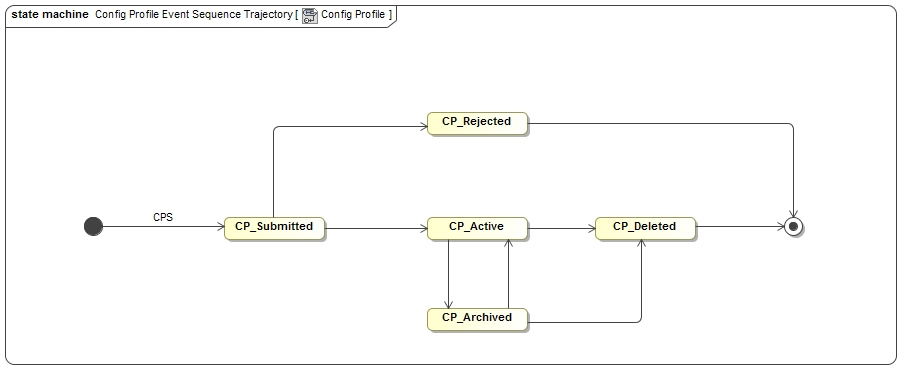 state machine Config Profile Event Sequence Trajectory [ Config Profile ]
CP_Rejected
CPS
CP_Submitted
CP_Active
CP_Deleted
CP_Archived